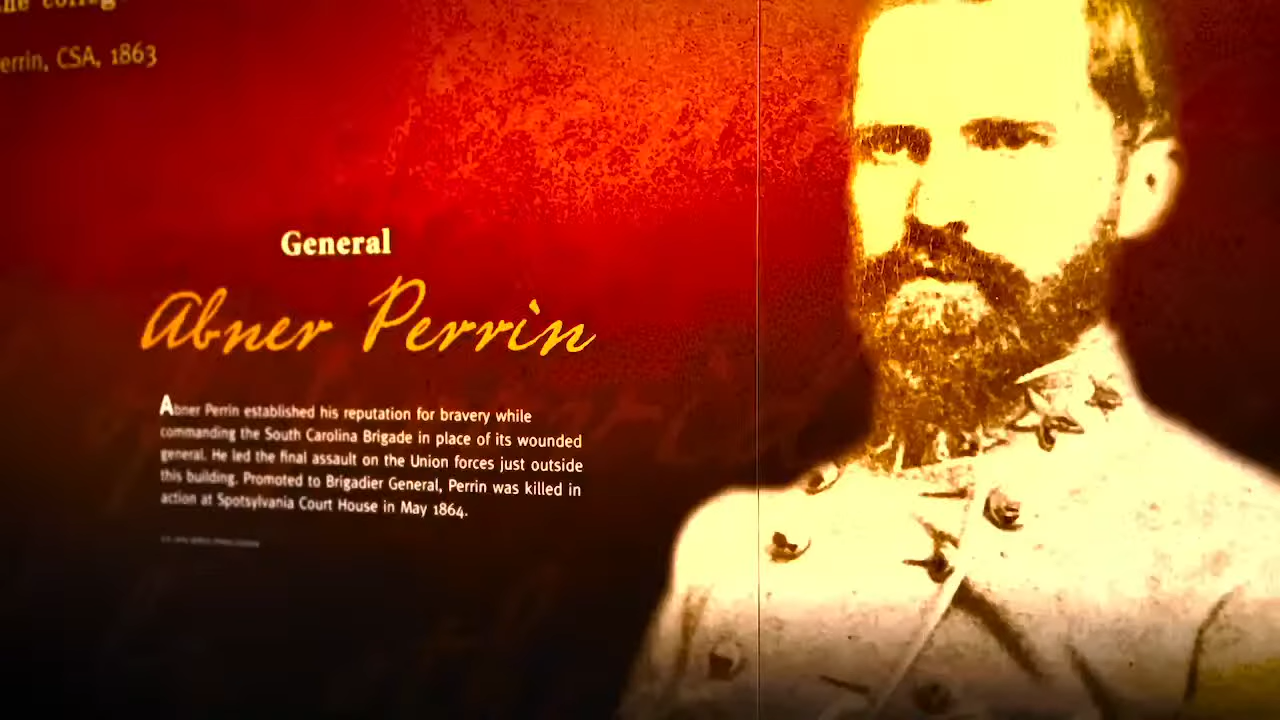 the colleg
errin, CSA, 1863
General
Abner Perrin
Abner Perrin established his reputation for bravery while
commanding the South Carolina Brigade in place of its wounded
general. He led the final assault on the Union forces just outside
this building. Promoted to Brigadier General, Perrin was killed in
action at Spotsylvania Court House in May 1864.